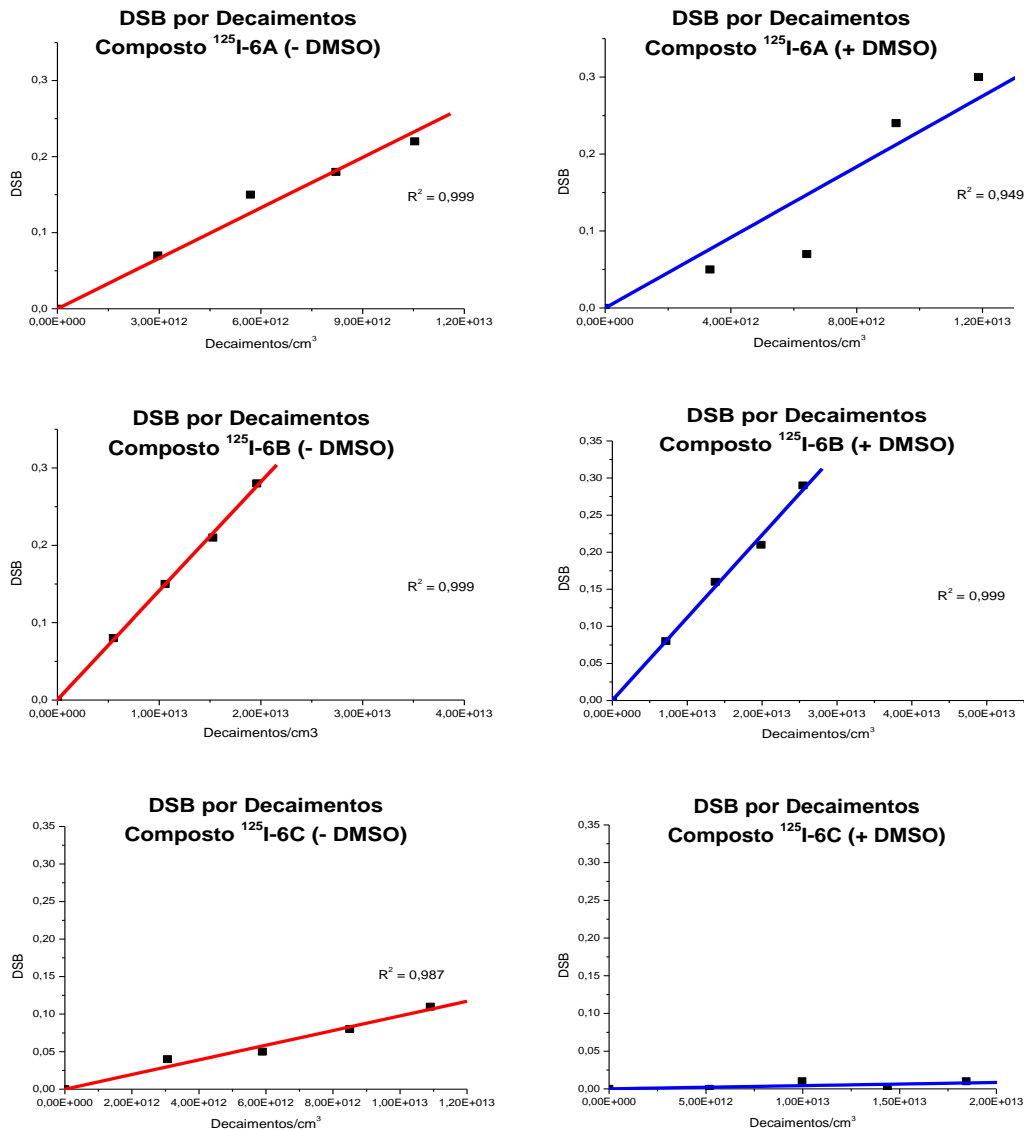 DSB por Decaimentos
Composto ¹²⁵I-6A (- DMSO)
0,3
0,2
0,1
0,0
DSB
R² = 0,999
0,00E+000 3,00E+012 6,00E+012 9,00E+012 1,20E+013
Decaimentos/cm³
DSB por Decaimentos
Composto ¹²⁵I-6A (+ DMSO)
0,3
0,2
0,1
0,0
DSB
R² = 0,949
0,00E+000 4,00E+012 8,00E+012 1,20E+013
Decaimentos/cm³
DSB por Decaimentos
Composto ¹²⁵I-6B (- DMSO)
0,3
0,2
0,1
0,0
DSB
R² = 0,999
0,00E+000 1,00E+013 2,00E+013 3,00E+013 4,00E+013
Decaimentos/cm3
DSB por Decaimentos
Composto ¹²⁵I-6B (+ DMSO)
0,35
0,30
0,25
0,20
0,15
0,10
0,05
0,00
DSB
R² = 0,999
0,00E+000 1,00E+013 2,00E+013 3,00E+013 4,00E+013 5,00E+013
Decaimentos/cm³
DSB por Decaimentos
Composto ¹²⁵I-6C (- DMSO)
0,35
0,30
0,25
0,20
0,15
0,10
0,05
0,00
DSB
R² = 0,987
0,00E+000 2,00E+012 4,00E+012 6,00E+012 8,00E+012 1,00E+013 1,20E+013
Decaimentos/cm³
DSB por Decaimentos
Composto ¹²⁵I-6C (+ DMSO)
0,35
0,30
0,25
0,20
0,15
0,10
0,05
0,00
DSB
0,00E+000 5,00E+012 1,00E+013 1,50E+013 2,00E+013
Decaimentos/cm³